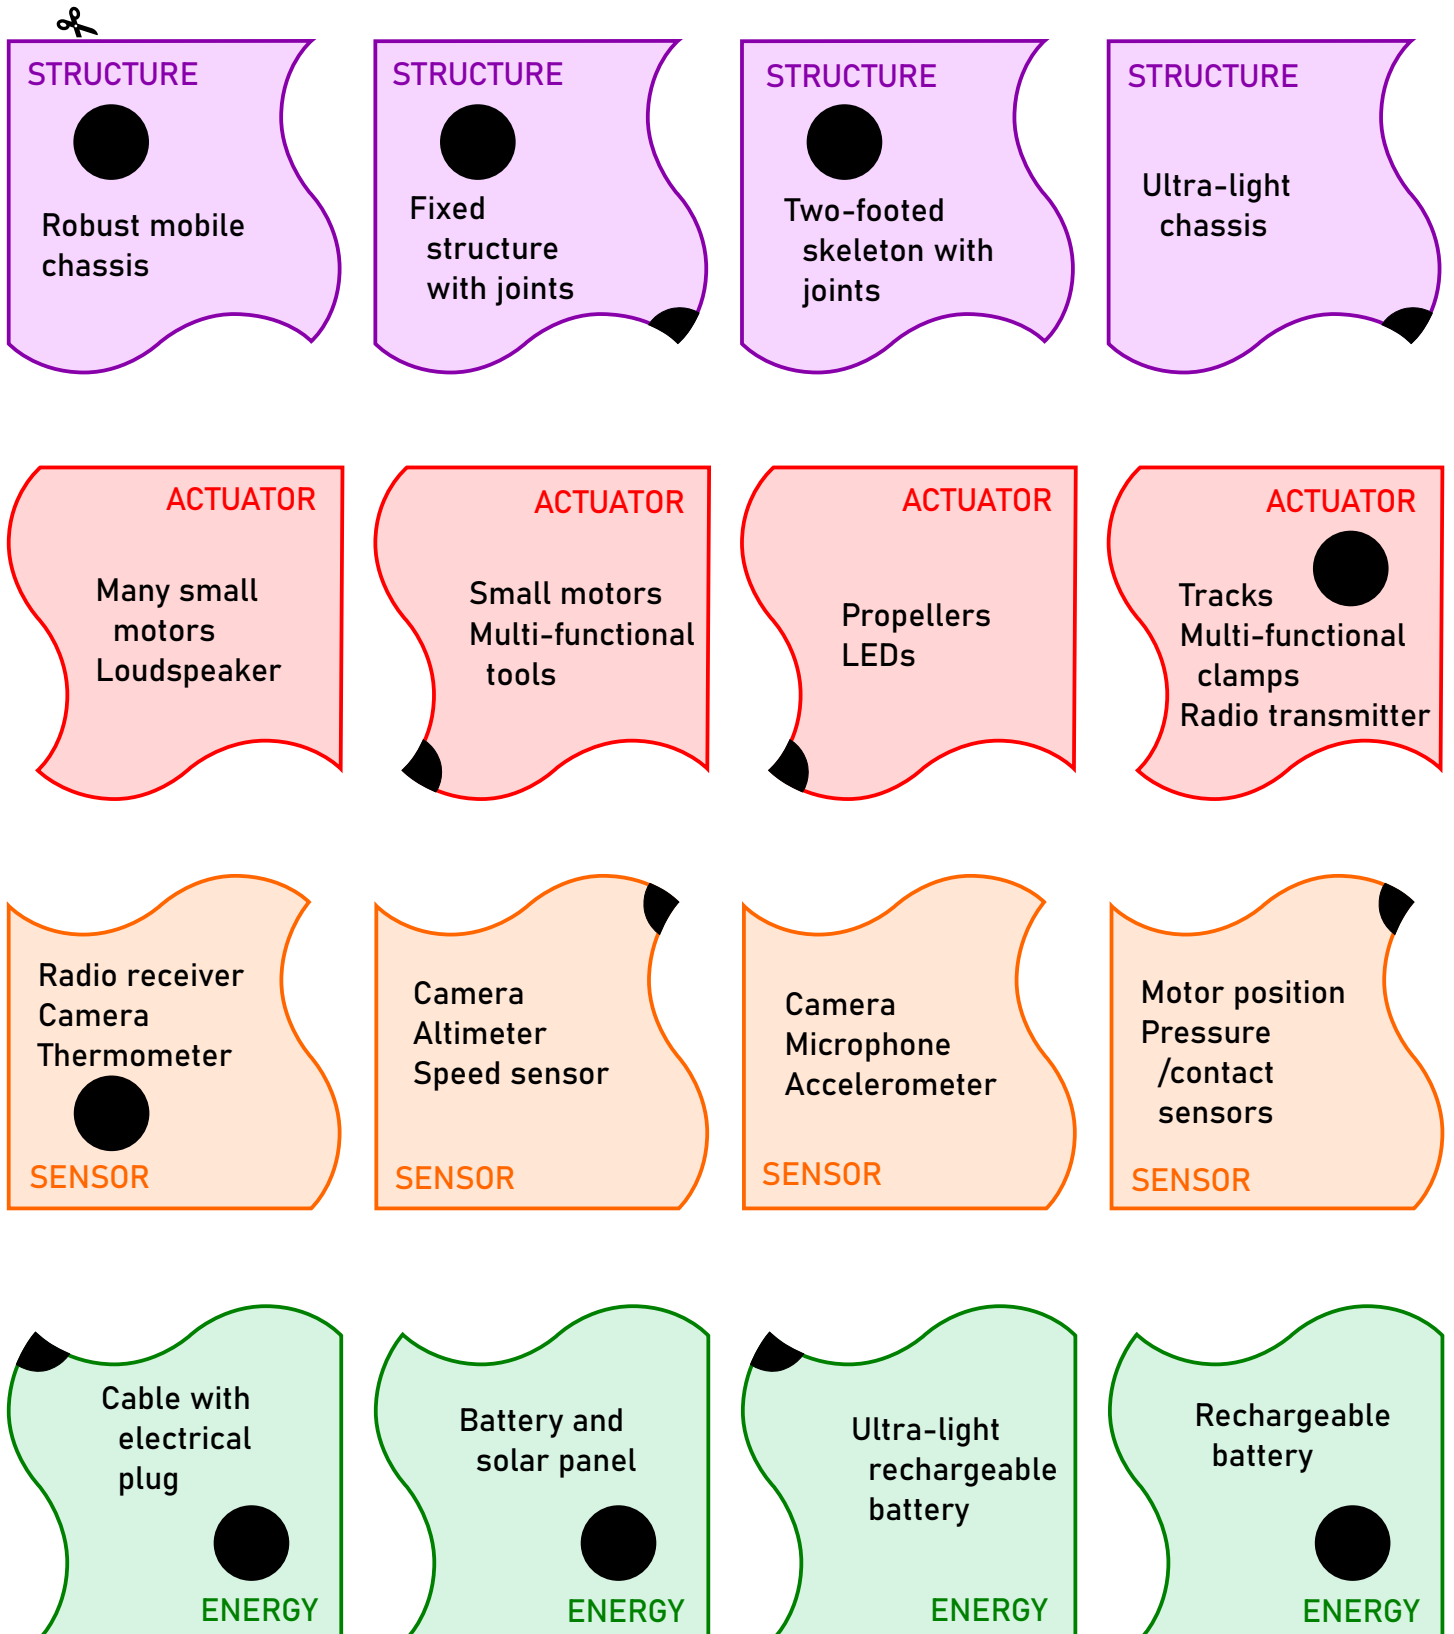 STRUCTURE
Robust mobile
chassis
STRUCTURE
Fixed
structure
with joints
STRUCTURE
Two-footed
skeleton with
joints
STRUCTURE
Ultra-light
chassis
ACTUATOR
Many small
motors
Loudspeaker
ACTUATOR
Small motors
Multi-functional
tools
ACTUATOR
Propellers
LEDs
ACTUATOR
Tracks
Multi-functional
clamps
Radio transmitter
Radio receiver
Camera
Thermometer
SENSOR
Camera
Altimeter
Speed sensor
SENSOR
Camera
Microphone
Accelerometer
SENSOR
Motor position
Pressure
/contact
sensors
SENSOR
Cable with
electrical
plug
ENERGY
Battery and
solar panel
ENERGY
Ultra-light
rechargeable
battery
ENERGY
Rechargeable
battery
ENERGY